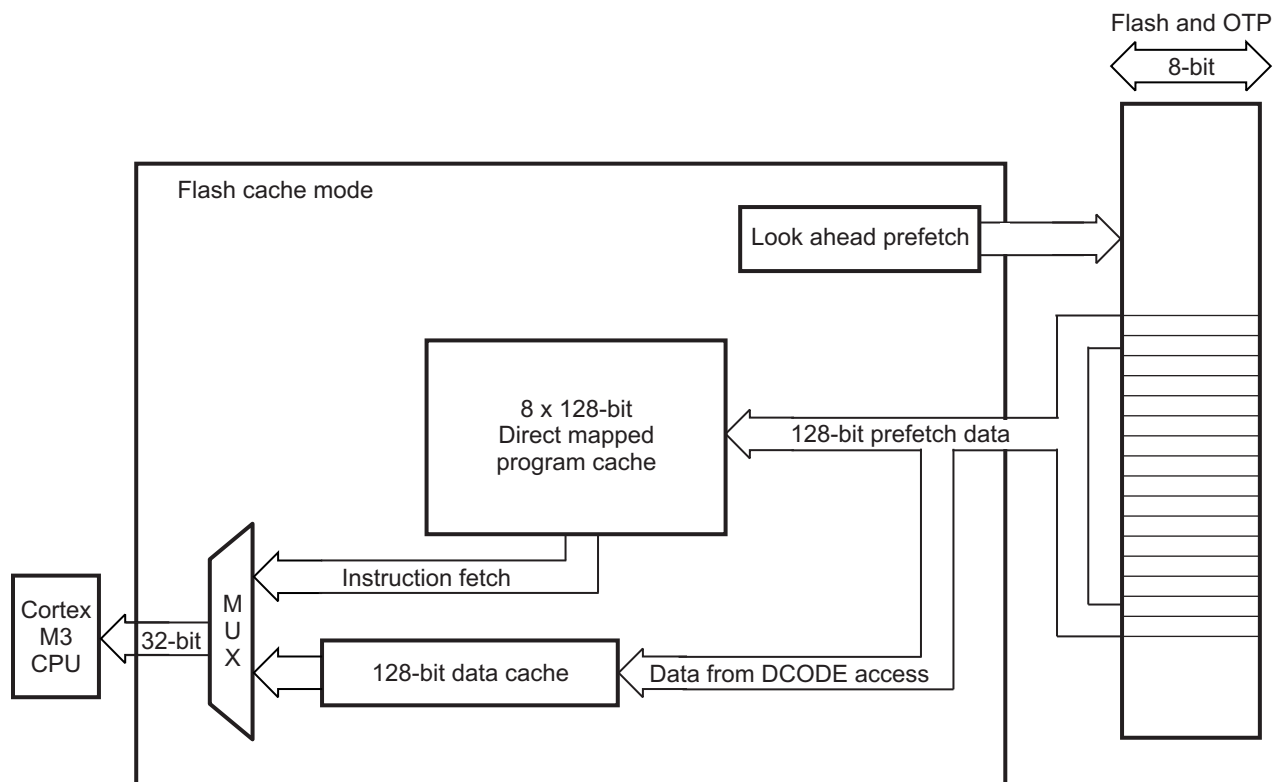 Flash and OTP
8-bit
Flash cache mode
Look ahead prefetch
8 x 128-bit
Direct mapped
program cache
128-bit prefetch data
Instruction fetch
Cortex
M3
CPU
32-bit
M
U
X
128-bit data cache
Data from DCODE access